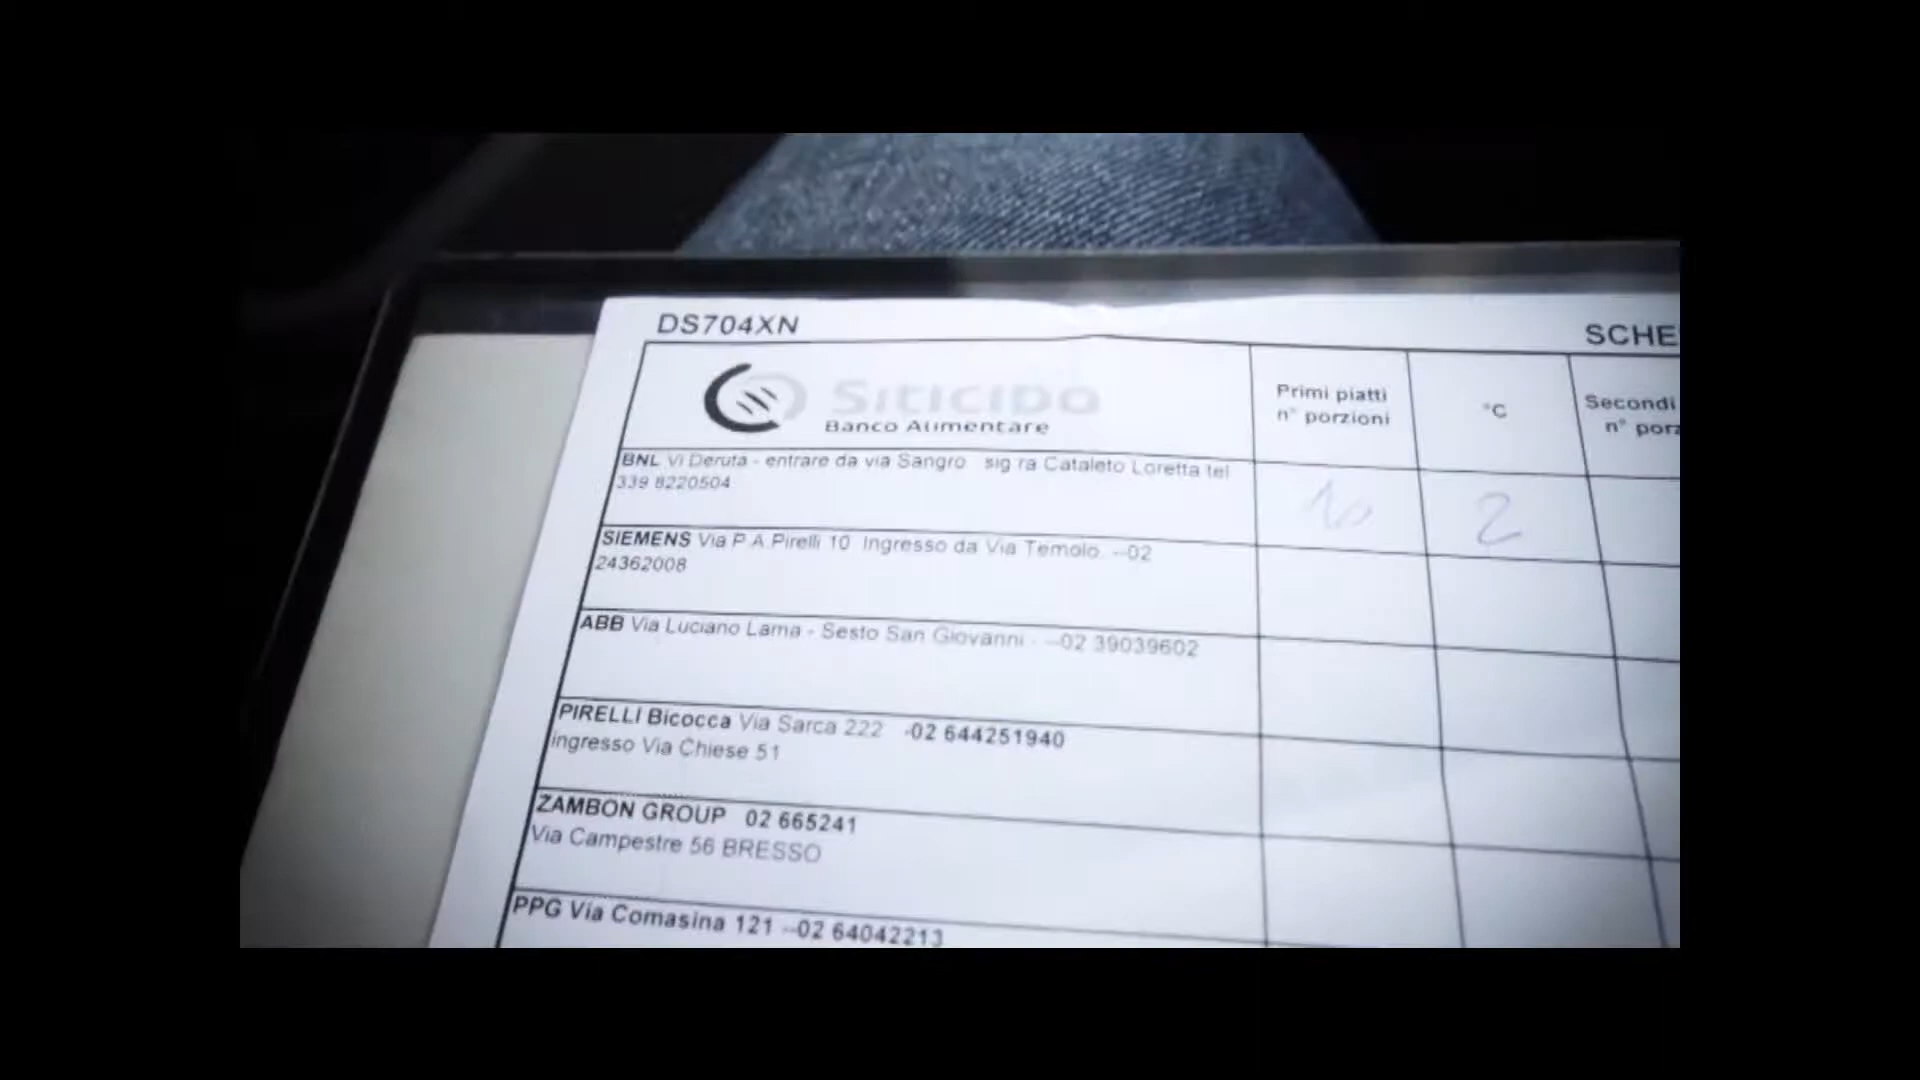 DS704XN
SCHE
Siticibo
Banco Alimentare
Primi piatti
n° porzioni
°C
Secondi
n° porz
BNL Vi Deruta - entrare da via Sangro sig ra Cataleto Loretta tel
339 8220504
2
SIEMENS Via P A Pirelli 10 Ingresso da Via Temolo --02
24362008
ABB Via Luciano Lama - Sesto San Giovanni - --02 39039602
PIRELLI Bicocca Via Sarca 222 -02 644251940
ingresso Via Chiese 51
ZAMBON GROUP 02 665241
Via Campestre 56 BRESSO
PPG Via Comasina 121 --02 64042213